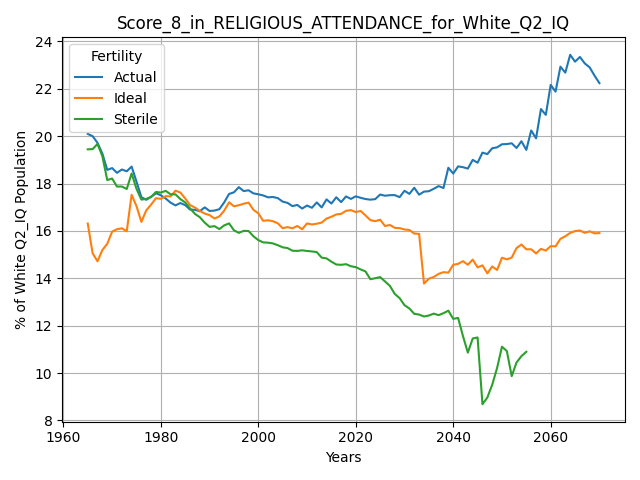 Score_8_in_RELIGIOUS_ATTENDANCE_for_White_Q2_IQ
Fertility
Actual
Ideal
Sterile
% of White Q2_IQ Population
24
22
20
18
16
14
12
10
8
1960
1980
2000
2020
2040
2060
Years